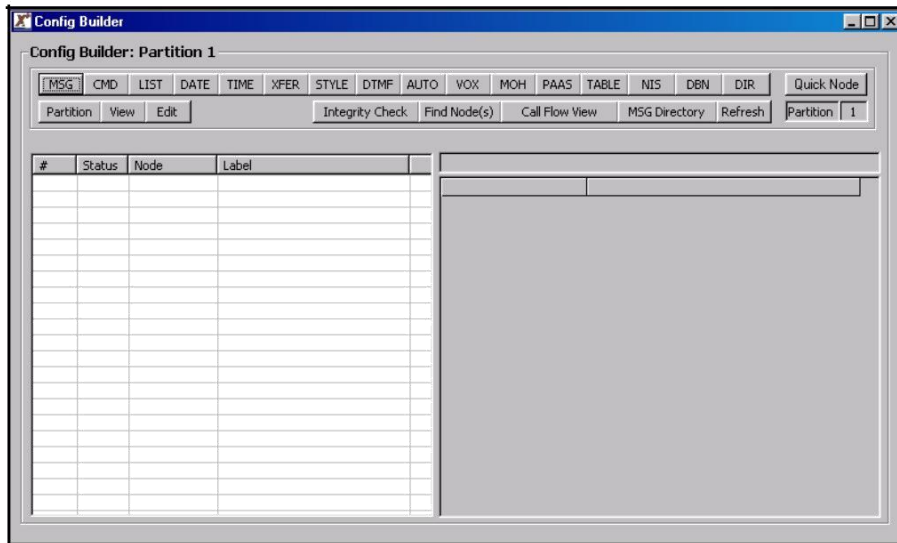 Config Builder
Config Builder: Partition 1
MSG CMD LIST DATE TIME XFER STYLE DTMF AUTO VOX MOH PAAS TABLE NIS DBN DIR Quick Node
Partition View Edit Integrity Check Find Node(s) Call Flow View MSG Directory Refresh Partition 1
# Status Node Label